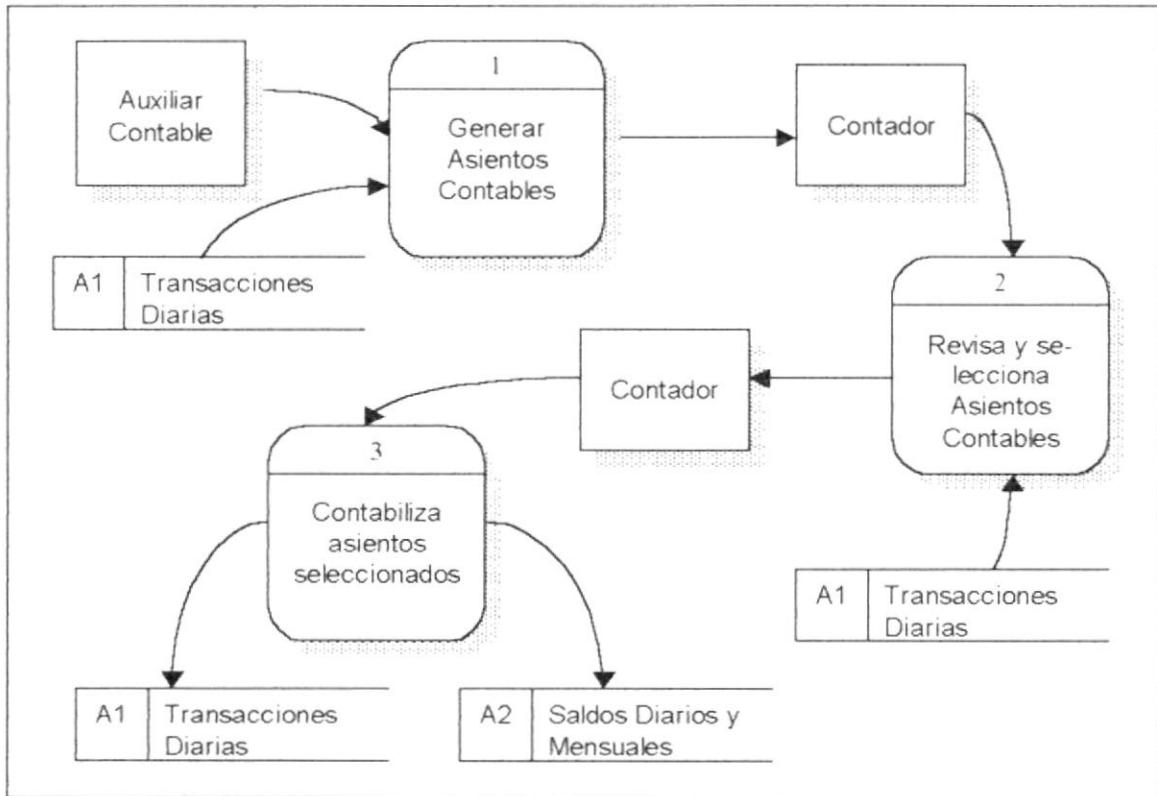 Auxiliar
Contable
1
Generar
Asientos
Contables
Contador
A1
Transacciones
Diarias
2
Revisa y se-
lecciona
Asientos
Contables
Contador
3
Contabiliza
asientos
seleccionados
A1
Transacciones
Diarias
A1
Transacciones
Diarias
A2
Saldos Diarios y
Mensuales